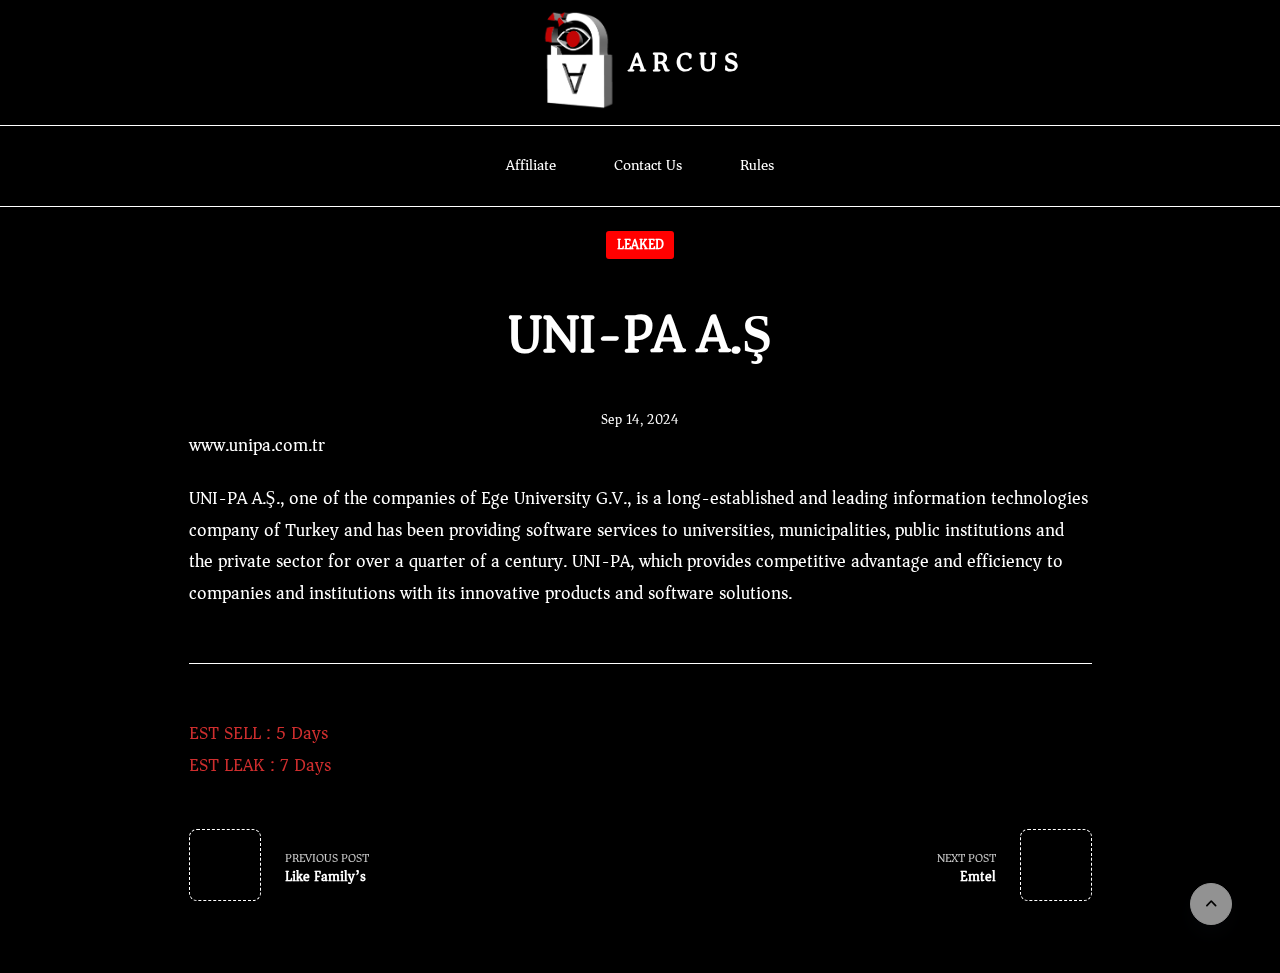 ARCUS
Affiliate
Contact Us
Rules
LEAKED
UNI-PA A.Ş
Sep 14, 2024
www.unipa.com.tr
UNI-PA A.Ş., one of the companies of Ege University G.V., is a long-established and leading information technologies
company of Turkey and has been providing software services to universities, municipalities, public institutions and
the private sector for over a quarter of a century. UNI-PA, which provides competitive advantage and efficiency to
companies and institutions with its innovative products and software solutions.
EST SELL : 5 Days
EST LEAK : 7 Days
PREVIOUS POST
Like Family’s
NEXT POST
Emtel